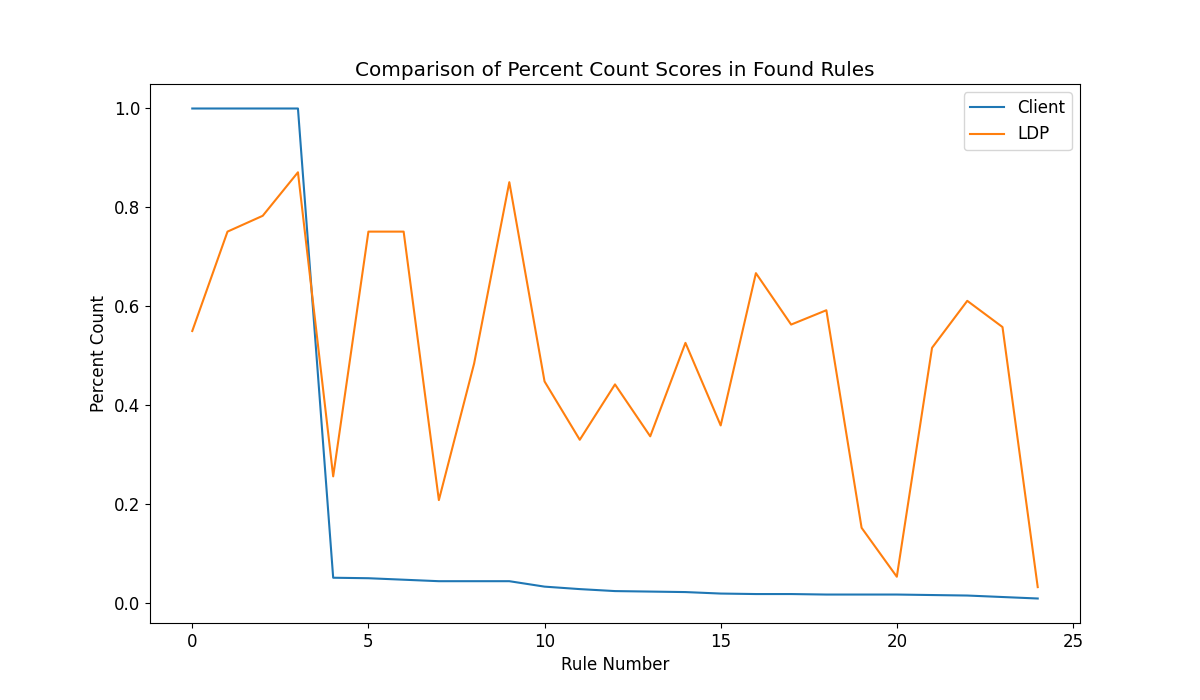 Comparison of Percent Count Scores in Found Rules
Client
LDP
1.0
0.8
0.6
0.4
0.2
0.0
Percent Count
0 5 10 15 20 25
Rule Number